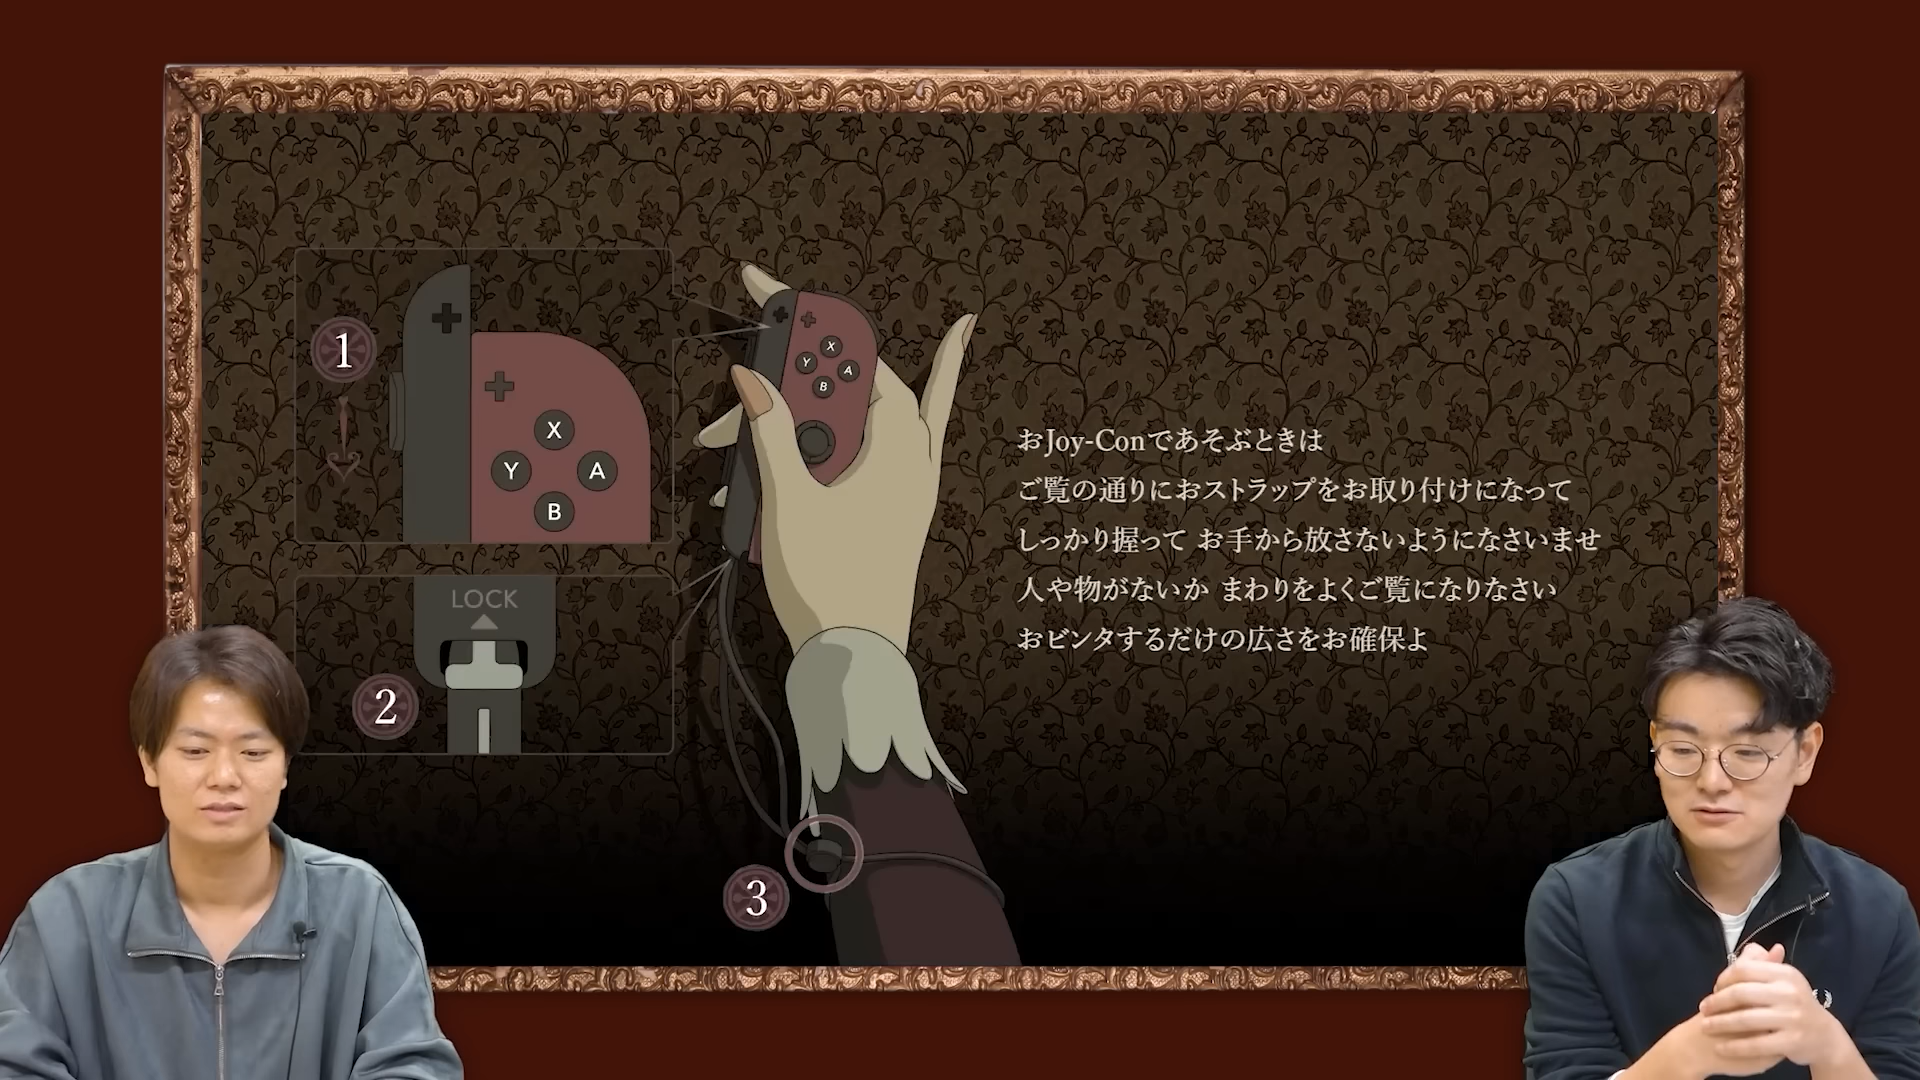 1
+
+
X
Y
A
B
+
+
X
Y
A
B
おJoy-Conであそぶときは
ご覧の通りにおストラップをお取り付けになって
しっかり握って お手から放さないようになさいませ
人や物がないか まわりをよくご覧になりなさい
おビンタするだけの広さをお確保よ
LOCK
2
3